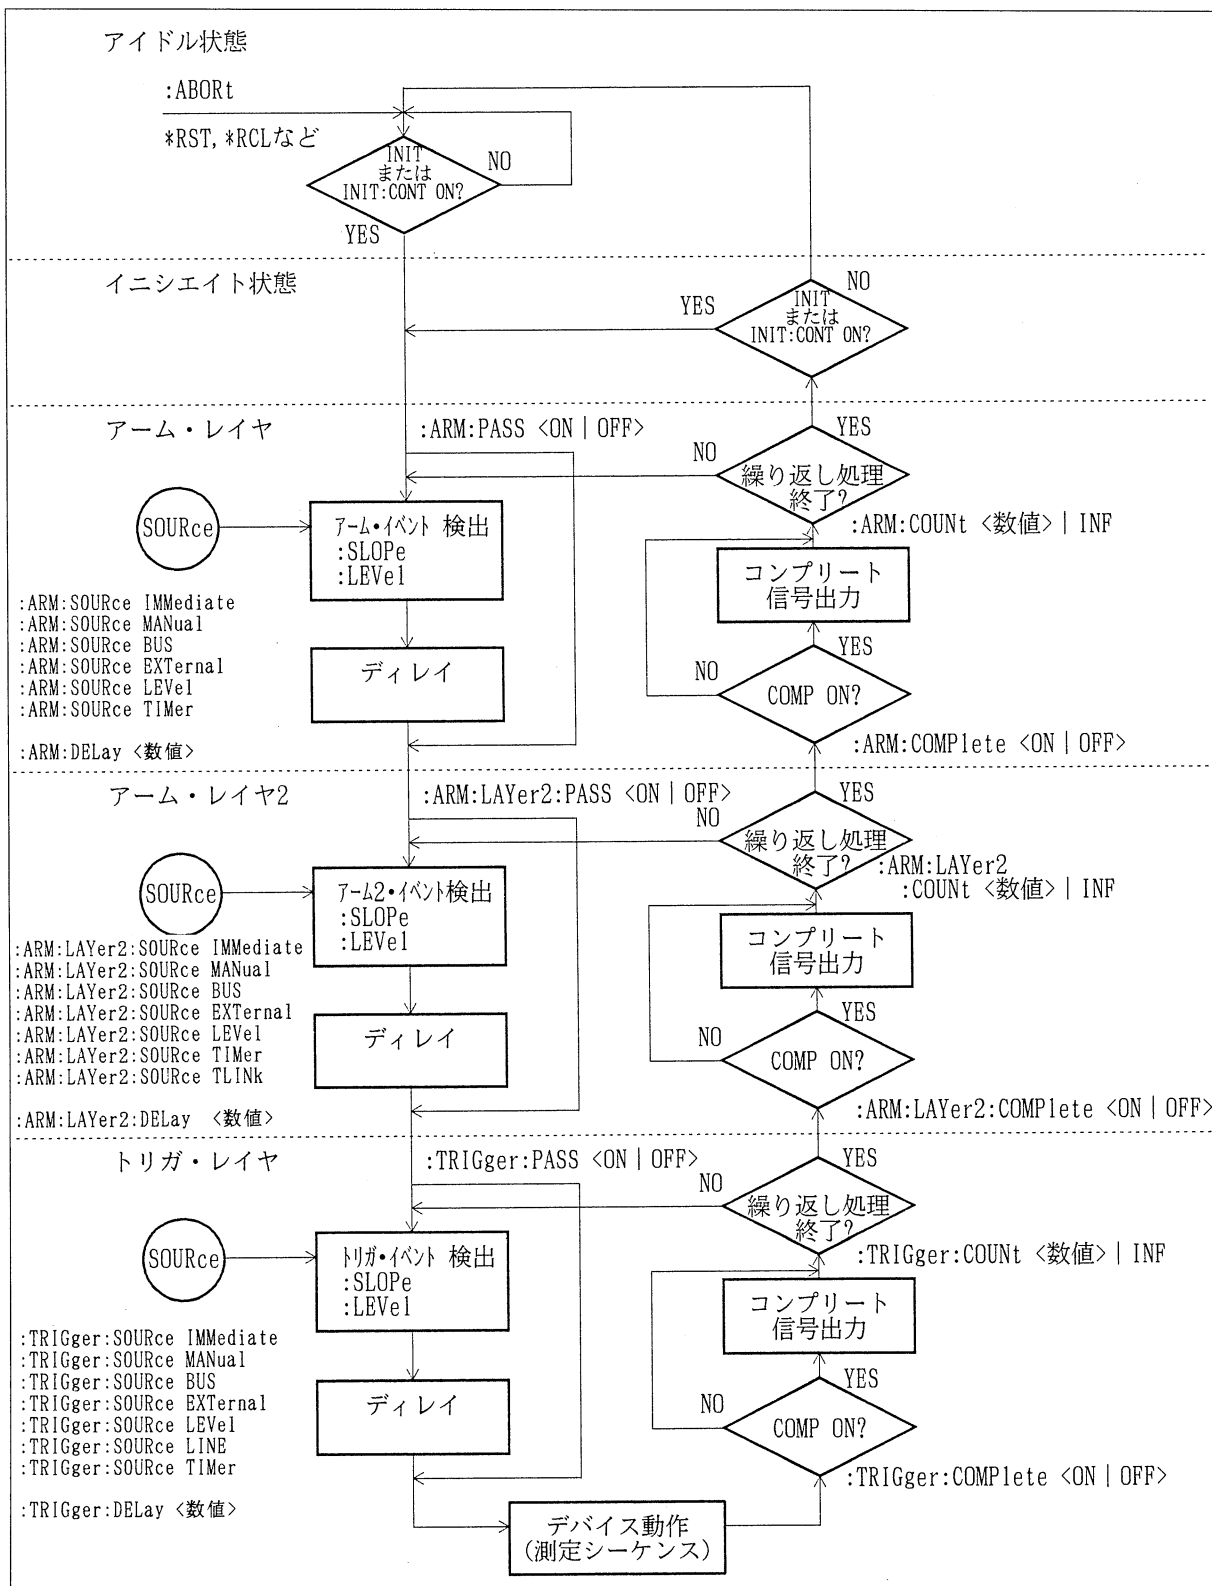 アイドル状態
:ABORt
*RST,*RCLなど
INIT
または
INIT:CONT ON?
NO
YES
イニシエイト状態
YES
INIT
または
INIT:CONT ON?
NO
アーム・レイヤ
:ARM:PASS <ON | OFF>
NO
YES
繰り返し処理
終了?
SOURce
アーム・イベント 検出
:SLOPe
:LEVel
:ARM:COUNt <数値> | INF
コンプリート
信号出力
:ARM:SOURce IMMediate
:ARM:SOURce MANual
:ARM:SOURce BUS
:ARM:SOURce EXTernal
:ARM:SOURce LEVel
:ARM:SOURce TIMer
ディレイ
NO
YES
COMP ON?
:ARM:DELay <数値>
:ARM:COMPlete <ON | OFF>
アーム・レイヤ2
:ARM:LAYer2:PASS <ON | OFF>
NO
YES
繰り返し処理
終了?
:ARM:LAYer2
:COUNt <数値> | INF
SOURce
アーム2・イベント検出
:SLOPe
:LEVel
コンプリート
信号出力
:ARM:LAYer2:SOURce IMMediate
:ARM:LAYer2:SOURce MANual
:ARM:LAYer2:SOURce BUS
:ARM:LAYer2:SOURce EXTernal
:ARM:LAYer2:SOURce LEVel
:ARM:LAYer2:SOURce TIMer
:ARM:LAYer2:SOURce TLINk
ディレイ
NO
YES
COMP ON?
:ARM:LAYer2:DELay <数値>
:ARM:LAYer2:COMPlete <ON | OFF>
トリガ・レイヤ
:TRIGger:PASS <ON | OFF>
NO
YES
繰り返し処理
終了?
SOURce
トリガ・イベント 検出
:SLOPe
:LEVel
:TRIGger:COUNt <数値> | INF
コンプリート
信号出力
:TRIGger:SOURce IMMediate
:TRIGger:SOURce MANual
:TRIGger:SOURce BUS
:TRIGger:SOURce EXTernal
:TRIGger:SOURce LEVel
:TRIGger:SOURce LINE
:TRIGger:SOURce TIMer
ディレイ
NO
YES
COMP ON?
:TRIGger:DELay <数値>
:TRIGger:COMPlete <ON | OFF>
デバイス動作
(測定シーケンス)